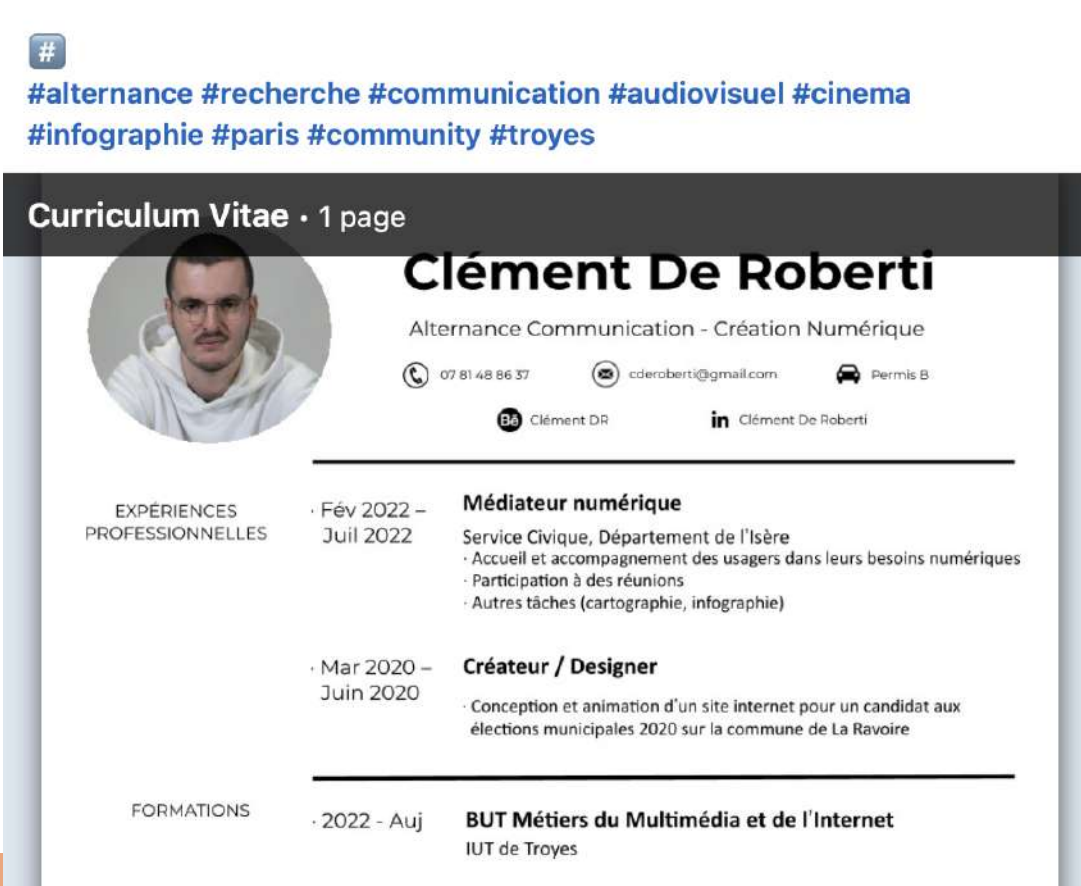 #
#alternance #recherche #communication #audiovisuel #cinema
#infographie #paris #community #troyes
Curriculum Vitae · 1 page
Clément De Roberti
Alternance Communication - Création Numérique
07 81 48 86 37 cderoberti@gmail.com Permis B
Bē Clément DR in Clément De Roberti
EXPÉRIENCES
PROFESSIONNELLES
· Fév 2022 –
Juil 2022
Médiateur numérique
Service Civique, Département de l'Isère
· Accueil et accompagnement des usagers dans leurs besoins numériques
· Participation à des réunions
· Autres tâches (cartographie, infographie)
· Mar 2020 –
Juin 2020
Créateur / Designer
· Conception et animation d'un site internet pour un candidat aux
élections municipales 2020 sur la commune de La Ravoire
FORMATIONS
· 2022 - Auj
BUT Métiers du Multimédia et de l'Internet
IUT de Troyes